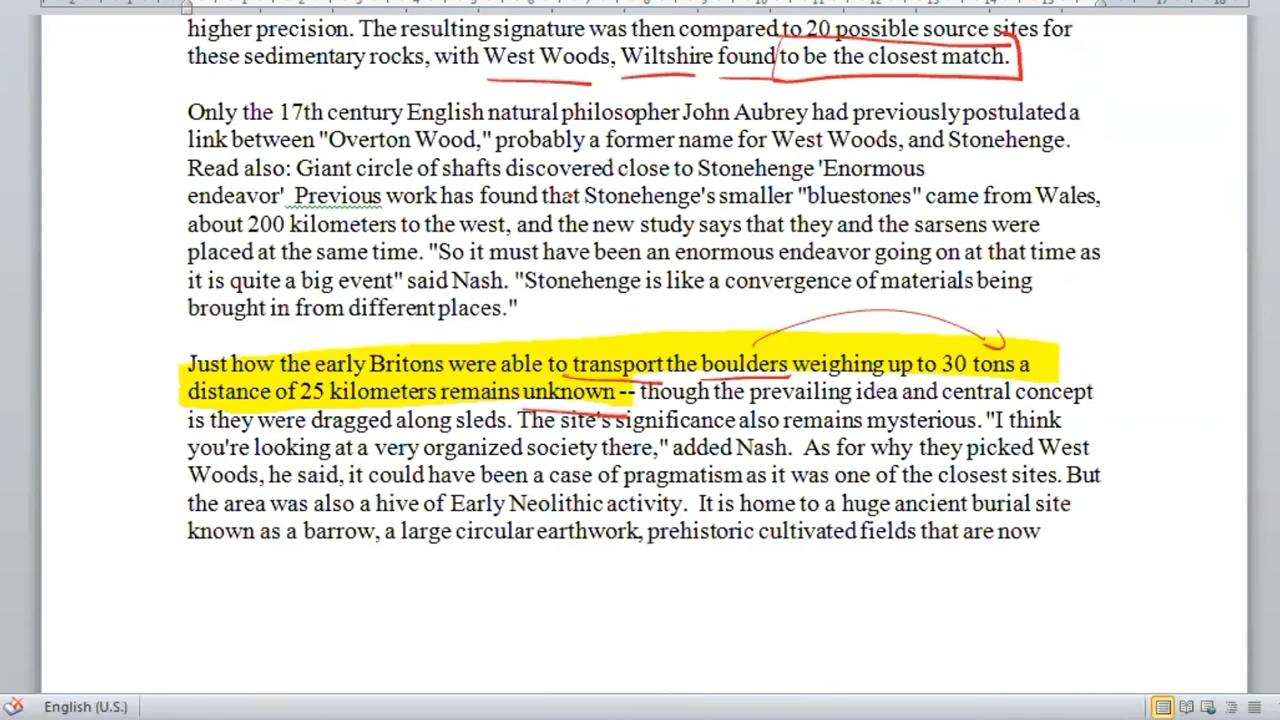 higher precision. The resulting signature was then compared to 20 possible source sites for
these sedimentary rocks, with West Woods, Wiltshire found to be the closest match.
Only the 17th century English natural philosopher John Aubrey had previously postulated a
link between "Overton Wood," probably a former name for West Woods, and Stonehenge.
Read also: Giant circle of shafts discovered close to Stonehenge 'Enormous
endeavor' Previous work has found that Stonehenge's smaller "bluestones" came from Wales,
about 200 kilometers to the west, and the new study says that they and the sarsens were
placed at the same time. "So it must have been an enormous endeavor going on at that time as
it is quite a big event" said Nash. "Stonehenge is like a convergence of materials being
brought in from different places."
Just how the early Britons were able to transport the boulders weighing up to 30 tons a
distance of 25 kilometers remains unknown -- though the prevailing idea and central concept
is they were dragged along sleds. The site's significance also remains mysterious. "I think
you're looking at a very organized society there," added Nash. As for why they picked West
Woods, he said, it could have been a case of pragmatism as it was one of the closest sites. But
the area was also a hive of Early Neolithic activity. It is home to a huge ancient burial site
known as a barrow, a large circular earthwork, prehistoric cultivated fields that are now
English (U.S.)